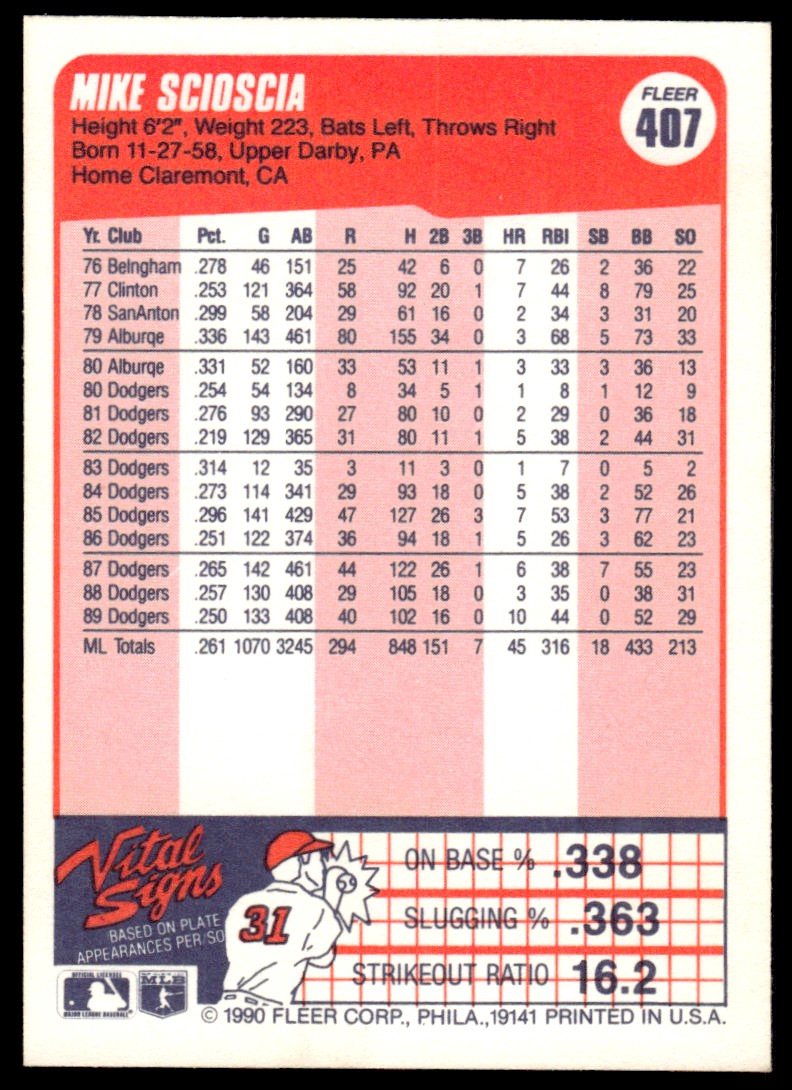 MIKE SCIOSCIA
FLEER
407
Height 6'2", Weight 223, Bats Left, Throws Right
Born 11-27-58, Upper Darby, PA
Home Claremont, CA
Yr. Club Pct. G AB R H 2B 3B HR RBI SB BB SO
76 Belngham .278 46 151 25 42 6 0 7 26 2 36 22
77 Clinton .253 121 364 58 92 20 1 7 44 8 79 25
78 SanAnton .299 58 204 29 61 16 0 2 34 3 31 20
79 Alburqe .336 143 461 80 155 34 0 3 68 5 73 33
80 Alburqe .331 52 160 33 53 11 1 3 33 3 36 13
80 Dodgers .254 54 134 8 34 5 1 1 8 1 12 9
81 Dodgers .276 93 290 27 80 10 0 2 29 0 36 18
82 Dodgers .219 129 365 31 80 11 1 5 38 2 44 31
83 Dodgers .314 12 35 3 11 3 0 1 7 0 5 2
84 Dodgers .273 114 341 29 93 18 0 5 38 2 52 26
85 Dodgers .296 141 429 47 127 26 3 7 53 3 77 21
86 Dodgers .251 122 374 36 94 18 1 5 26 3 62 23
87 Dodgers .265 142 461 44 122 26 1 6 38 7 55 23
88 Dodgers .257 130 408 29 105 18 0 3 35 0 38 31
89 Dodgers .250 133 408 40 102 16 0 10 44 0 52 29
ML Totals .261 1070 3245 294 848 151 7 45 316 18 433 213
Vital
Signs
BASED ON PLATE
APPEARANCES PER/SO
31
ON BASE % .338
SLUGGING % .363
STRIKEOUT RATIO 16.2
OFFICIAL LICENSEE
MAJOR LEAGUE BASEBALL
MLB
© 1990 FLEER CORP., PHILA.,19141 PRINTED IN U.S.A.